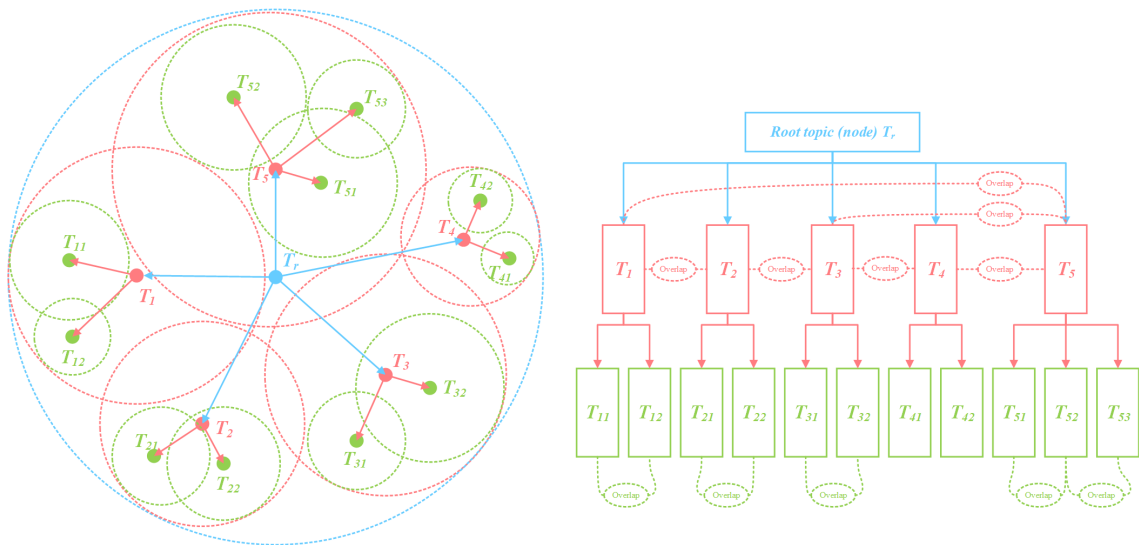 T52
T53
T5
T51
T42
T4
T41
T11
Tr
T1
T12
T3
T32
T2
T21
T22
T31
Root topic (node) Tr
Overlap
Overlap
T1
Overlap
T2
Overlap
T3
Overlap
T4
Overlap
T5
T11
T12
T21
T22
T31
T32
T41
T42
T51
T52
T53
Overlap
Overlap
Overlap
Overlap
Overlap